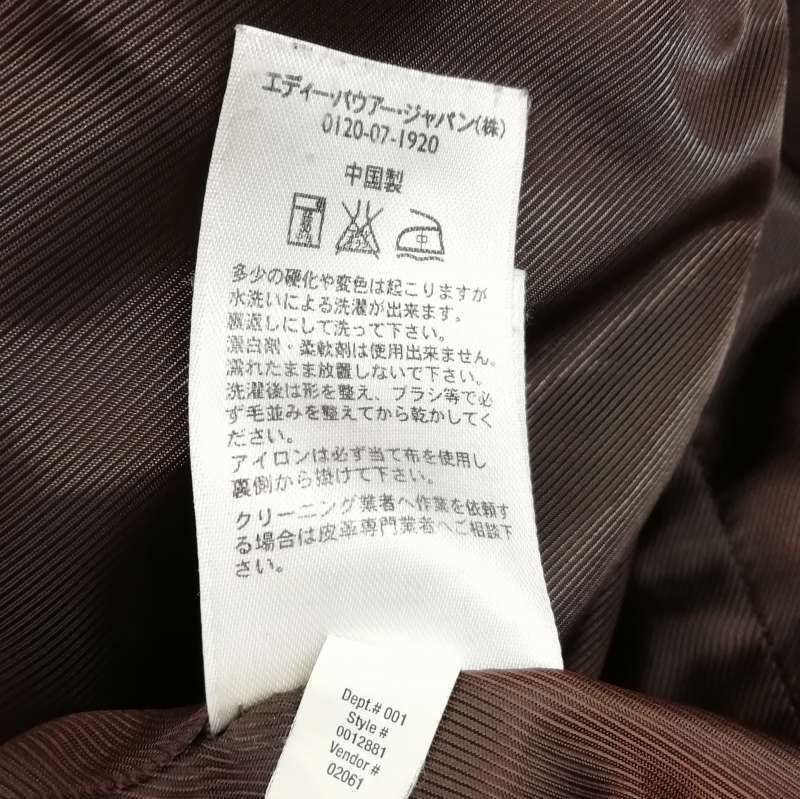 エディー・バウアー・ジャパン(株)
0120-07-1920
中国製
中
多少の硬化や変色は起こりますが
水洗いによる洗濯が出来ます。
裏返しにして洗って下さい。
漂白剤・柔軟剤は使用出来ません。
濡れたまま放置しないで下さい。
洗濯後は形を整え、ブラシ等で必
ず毛並みを整えてから乾かしてく
ださい。
アイロンは必ず当て布を使用し
裏側から掛けて下さい。
クリーニング業者へ作業を依頼す
る場合は皮革専門業者へご相談下
さい。
Dept.# 001
Style #
0012881
Vendor #
02061